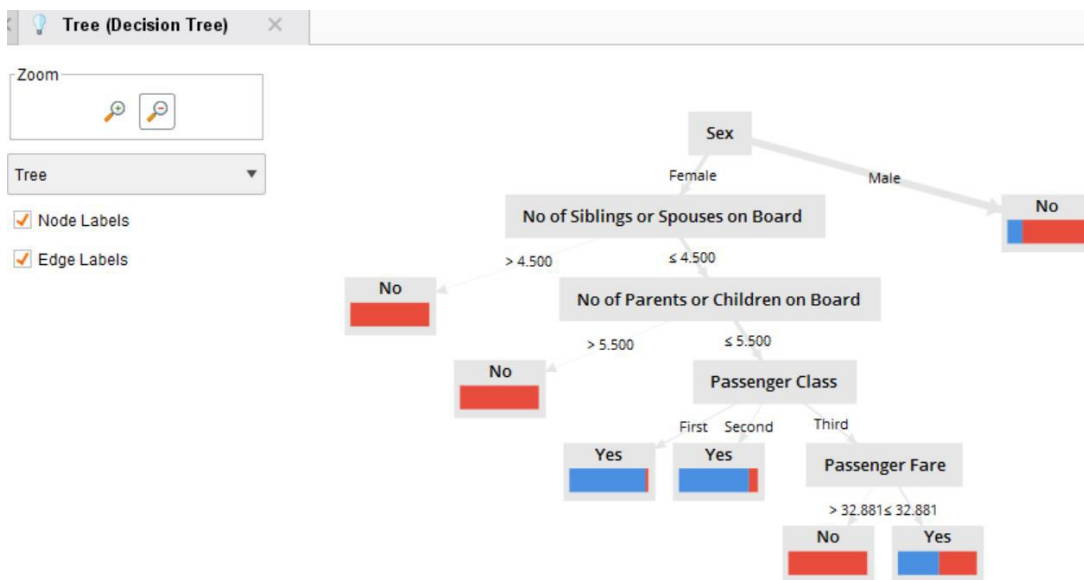 Tree (Decision Tree)
Zoom
Tree
Node Labels
Edge Labels
Sex
Female
Male
No
No of Siblings or Spouses on Board
> 4.500
≤ 4.500
No
No of Parents or Children on Board
> 5.500
≤ 5.500
No
Passenger Class
First
Second
Third
Yes
Yes
Passenger Fare
> 32.881
≤ 32.881
No
Yes